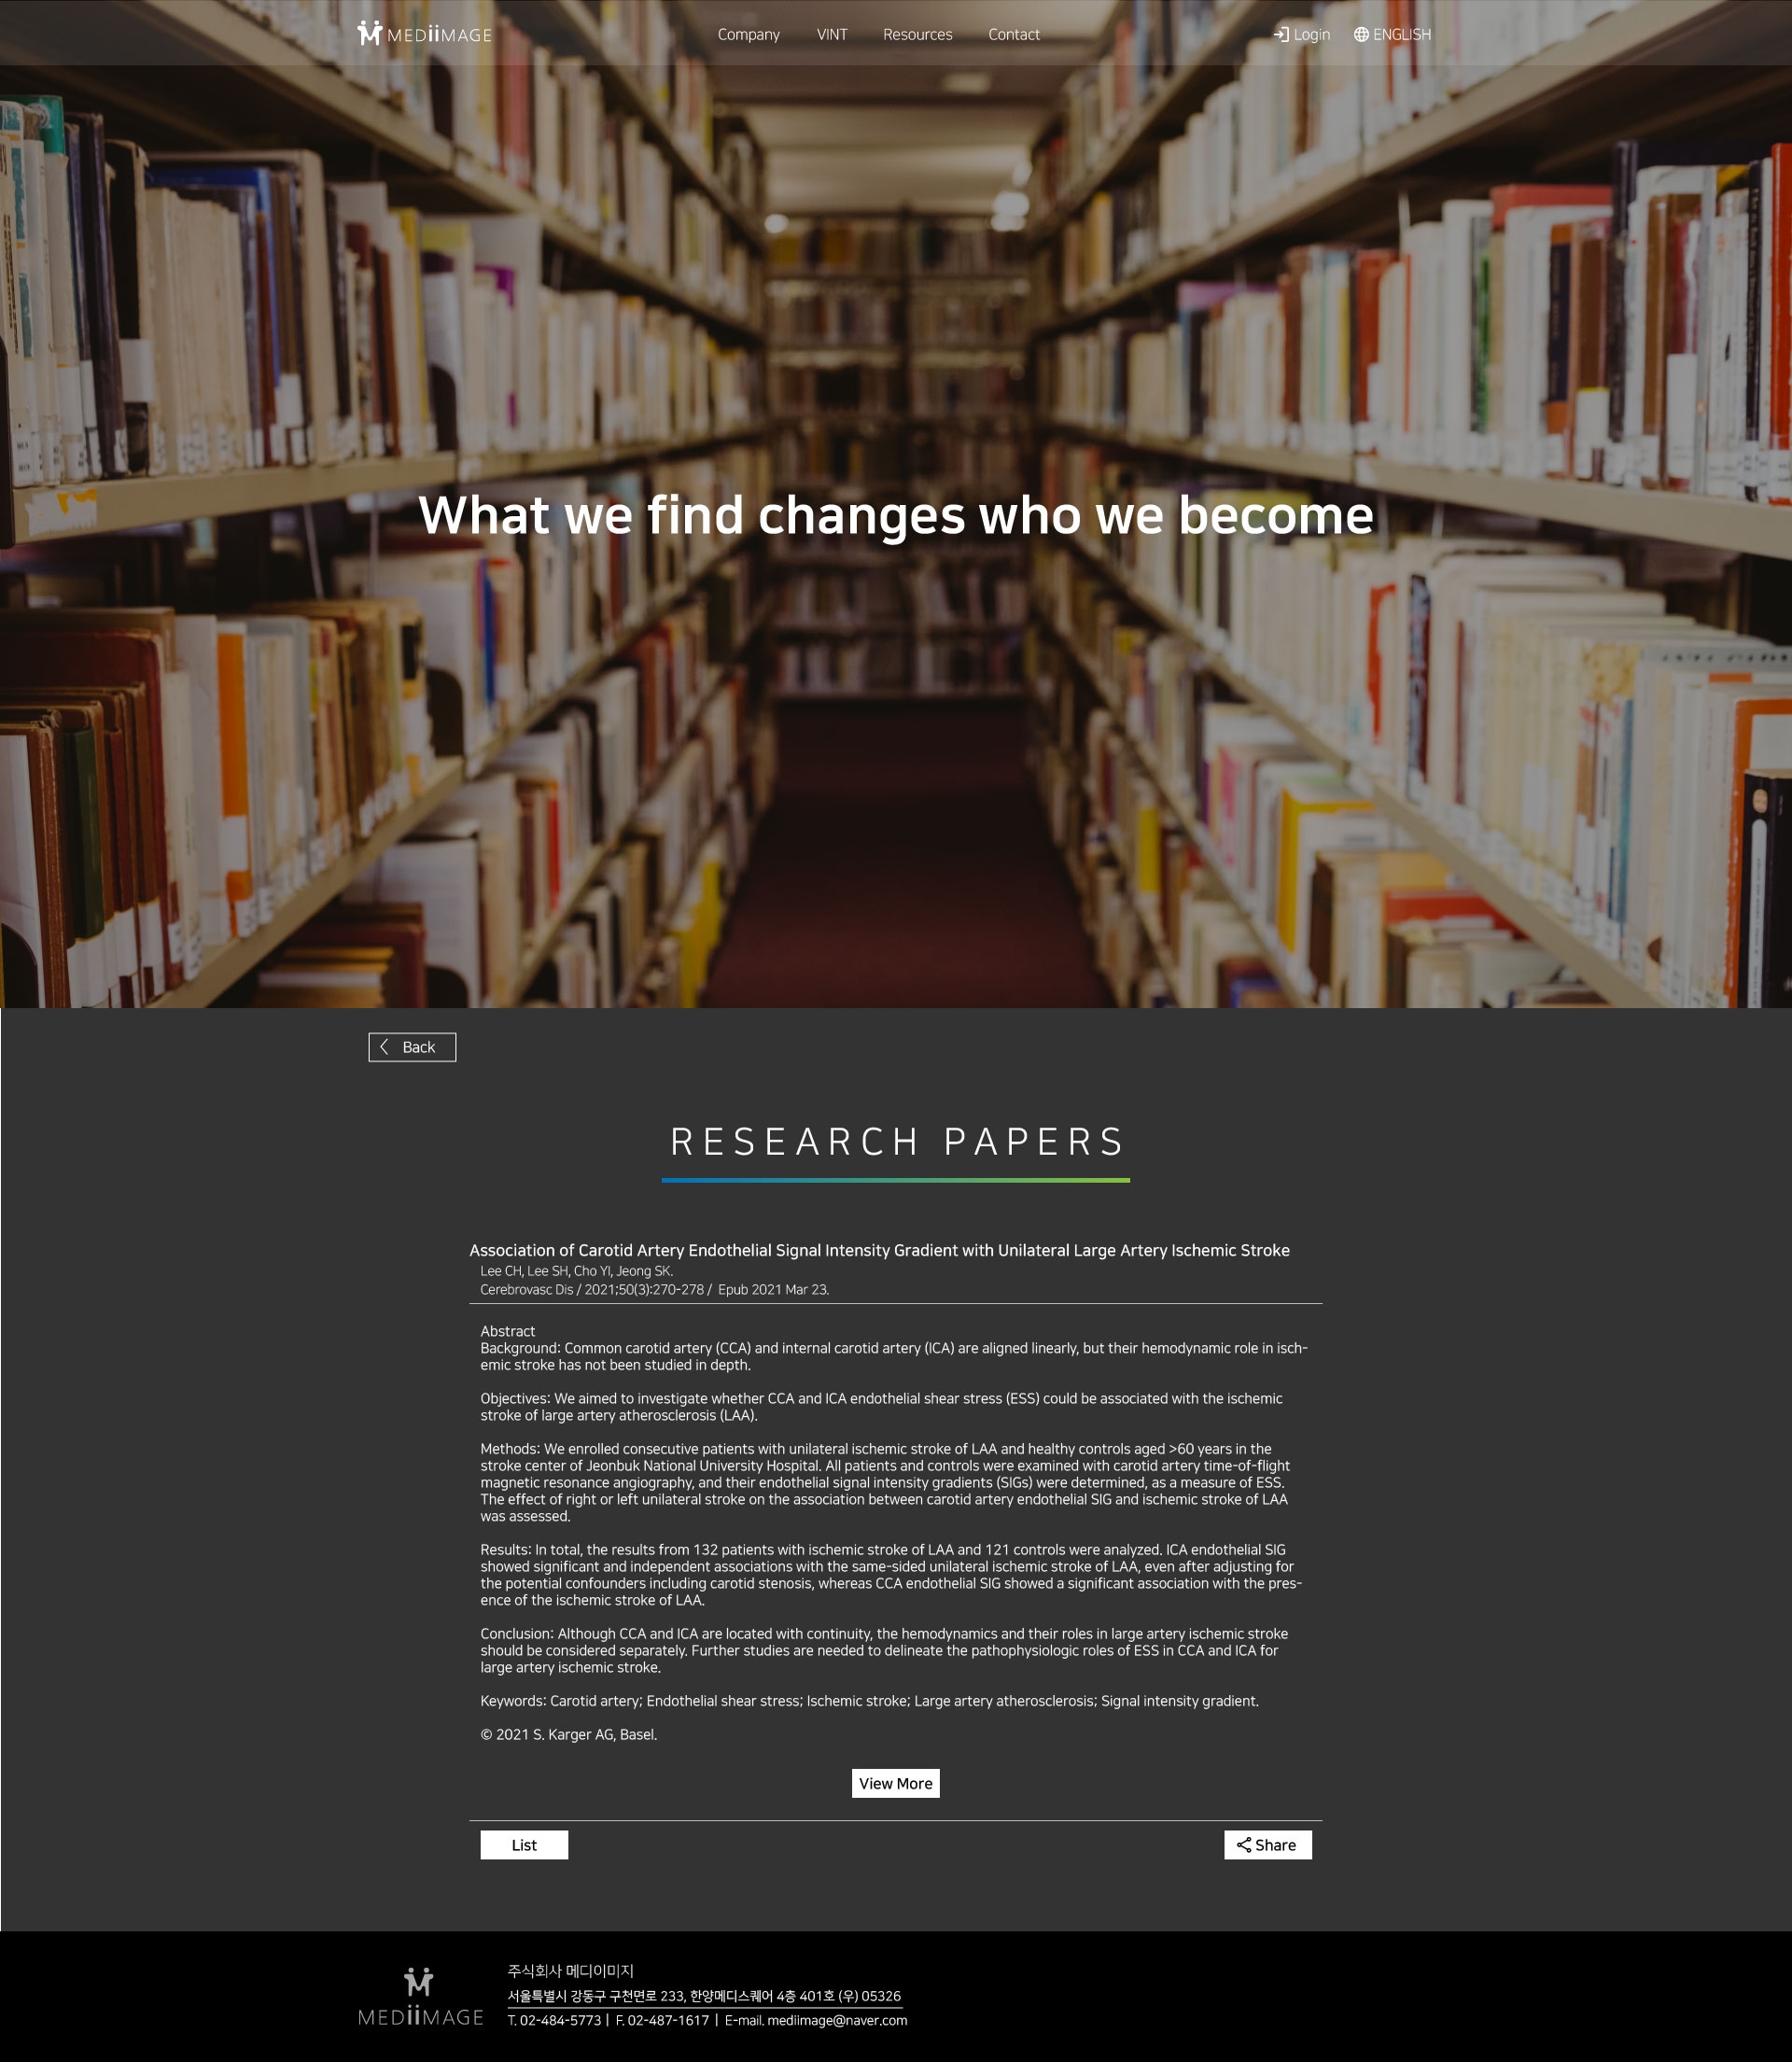 MEDiiMAGE
Company VINT Resources Contact
Login ENGLISH
What we find changes who we become
Back
RESEARCH PAPERS
Association of Carotid Artery Endothelial Signal Intensity Gradient with Unilateral Large Artery Ischemic Stroke
Lee CH, Lee SH, Cho YI, Jeong SK.
Cerebrovasc Dis / 2021;50(3):270-278 / Epub 2021 Mar 23.
Abstract
Background: Common carotid artery (CCA) and internal carotid artery (ICA) are aligned linearly, but their hemodynamic role in isch-
emic stroke has not been studied in depth.
Objectives: We aimed to investigate whether CCA and ICA endothelial shear stress (ESS) could be associated with the ischemic
stroke of large artery atherosclerosis (LAA).
Methods: We enrolled consecutive patients with unilateral ischemic stroke of LAA and healthy controls aged >60 years in the
stroke center of Jeonbuk National University Hospital. All patients and controls were examined with carotid artery time-of-flight
magnetic resonance angiography, and their endothelial signal intensity gradients (SIGs) were determined, as a measure of ESS.
The effect of right or left unilateral stroke on the association between carotid artery endothelial SIG and ischemic stroke of LAA
was assessed.
Results: In total, the results from 132 patients with ischemic stroke of LAA and 121 controls were analyzed. ICA endothelial SIG
showed significant and independent associations with the same-sided unilateral ischemic stroke of LAA, even after adjusting for
the potential confounders including carotid stenosis, whereas CCA endothelial SIG showed a significant association with the pres-
ence of the ischemic stroke of LAA.
Conclusion: Although CCA and ICA are located with continuity, the hemodynamics and their roles in large artery ischemic stroke
should be considered separately. Further studies are needed to delineate the pathophysiologic roles of ESS in CCA and ICA for
large artery ischemic stroke.
Keywords: Carotid artery; Endothelial shear stress; Ischemic stroke; Large artery atherosclerosis; Signal intensity gradient.
© 2021 S. Karger AG, Basel.
View More
List
Share
MEDiiMAGE
주식회사 메디이미지
서울특별시 강동구 구천면로 233, 한양메디스퀘어 4층 401호 (우) 05326
T. 02-484-5773 | F. 02-487-1617 | E-mail. mediimage@naver.com